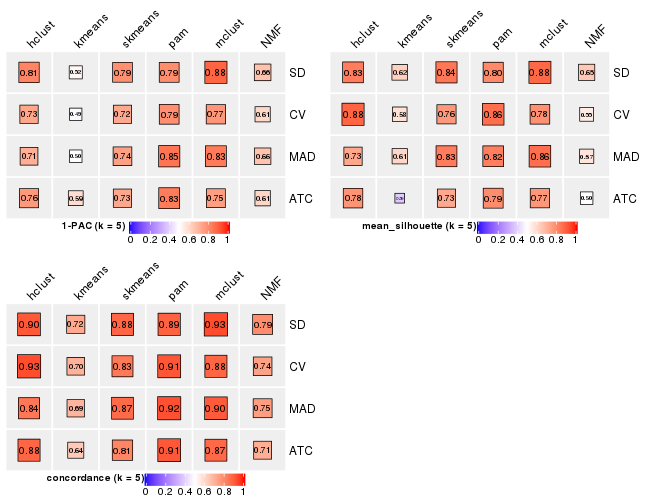 hclust kmeans skmeans pam mclust NMF
0.81 0.52 0.79 0.79 0.88 0.66 SD
0.73 0.49 0.72 0.79 0.77 0.61 CV
0.71 0.50 0.74 0.85 0.83 0.66 MAD
0.76 0.59 0.73 0.83 0.75 0.61 ATC
1-PAC (k = 5)
0 0.2 0.4 0.6 0.8 1
hclust kmeans skmeans pam mclust NMF
0.83 0.62 0.84 0.80 0.88 0.65 SD
0.88 0.58 0.76 0.86 0.78 0.55 CV
0.73 0.61 0.83 0.82 0.86 0.57 MAD
0.78 0.73 0.79 0.77 0.50 ATC
mean_silhouette (k = 5)
0 0.2 0.4 0.6 0.8 1
hclust kmeans skmeans pam mclust NMF
0.90 0.72 0.88 0.89 0.93 0.79 SD
0.93 0.70 0.83 0.91 0.88 0.74 CV
0.84 0.69 0.87 0.92 0.90 0.75 MAD
0.88 0.64 0.81 0.91 0.87 0.71 ATC
concordance (k = 5)
0 0.2 0.4 0.6 0.8 1